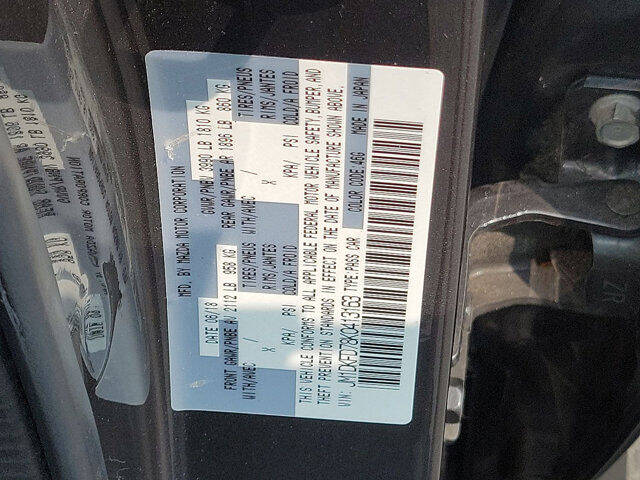 MFD. BY MAZDA MOTOR CORPORATION
DATE 06/18 GVWR/PNBV 3990 LB 1810 KG
FRONT GAWR/PNBE AV 2112 LB 958 KG REAR GAWR/PNBE AR 1896 LB 860 KG
WITH/AVEC TIRES/PNEUS WITH/AVEC TIRES/PNEUS
X RIMS/JANTES X RIMS/JANTES
KPA/ PSI COLD/A FROID KPA/ PSI COLD/A FROID
THIS VEHICLE CONFORMS TO ALL APPLICABLE FEDERAL MOTOR VEHICLE SAFETY, BUMPER, AND
THEFT PREVENTION STANDARDS IN EFFECT ON THE DATE OF MANUFACTURE SHOWN ABOVE.
VIN: TYPE:PASS CAR COLOR CODE:46G MADE IN JAPAN
ZR